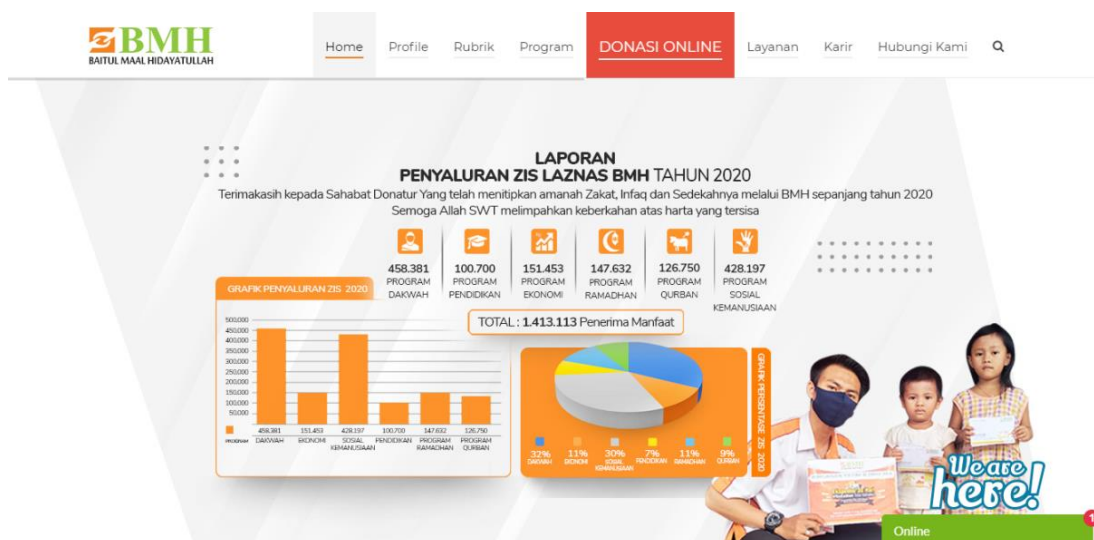 BMH
BAITUL MAAL HIDAYATULLAH
Home Profile Rubrik Program DONASI ONLINE Layanan Karir Hubungi Kami
LAPORAN
PENYALURAN ZIS LAZNAS BMH TAHUN 2020
Terimakasih kepada Sahabat Donatur Yang telah menitipkan amanah Zakat, Infaq dan Sedekahnya melalui BMH sepanjang tahun 2020
Semoga Allah SWT melimpahkan keberkahan atas harta yang tersisa
458.381 PROGRAM DAKWAH
100.700 PROGRAM PENDIDIKAN
151.453 PROGRAM EKONOMI
147.632 PROGRAM RAMADHAN
126.750 PROGRAM QURBAN
428.197 PROGRAM SOSIAL KEMANUSIAAN
TOTAL : 1.413.113 Penerima Manfaat
GRAFIK PENYALURAN ZIS 2020
500,000
450,000
400,000
350,000
300,000
250,000
200,000
150,000
100,000
50,000
PROGRAM
458,381 DAKWAH
151,453 EKONOMI
428,197 SOSIAL KEMANUSIAAN
100,700 PENDIDIKAN
147,632 PROGRAM RAMADHAN
126,750 PROGRAM QURBAN
32% DAKWAH
11% EKONOMI
30% SOSIAL KEMANUSIAAN
7% PENDIDIKAN
11% RAMADHAN
9% QURBAN
GRAFIK PERSENTASE ZIS 2020
We are
here!
Online
1